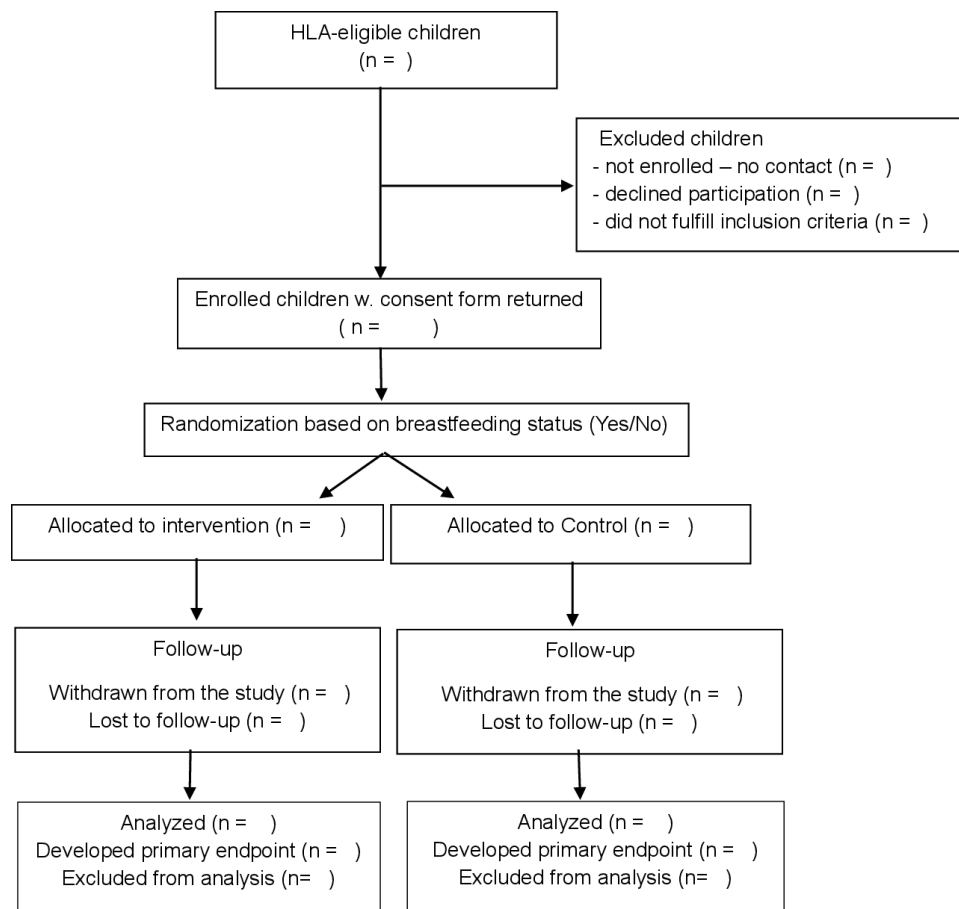 HLA-eligible children
(n =  )
Excluded children
- not enrolled – no contact (n =  )
- declined participation (n =  )
- did not fulfill inclusion criteria (n =  )
Enrolled children w. consent form returned
( n =        )
Randomization based on breastfeeding status (Yes/No)
Allocated to intervention (n =    )
Allocated to Control (n =   )
Follow-up
Withdrawn from the study (n =   )
Lost to follow-up (n =   )
Follow-up
Withdrawn from the study (n =   )
Lost to follow-up (n =   )
Analyzed (n =    )
Developed primary endpoint (n =   )
Excluded from analysis (n=   )
Analyzed (n =    )
Developed primary endpoint (n =   )
Excluded from analysis (n=   )